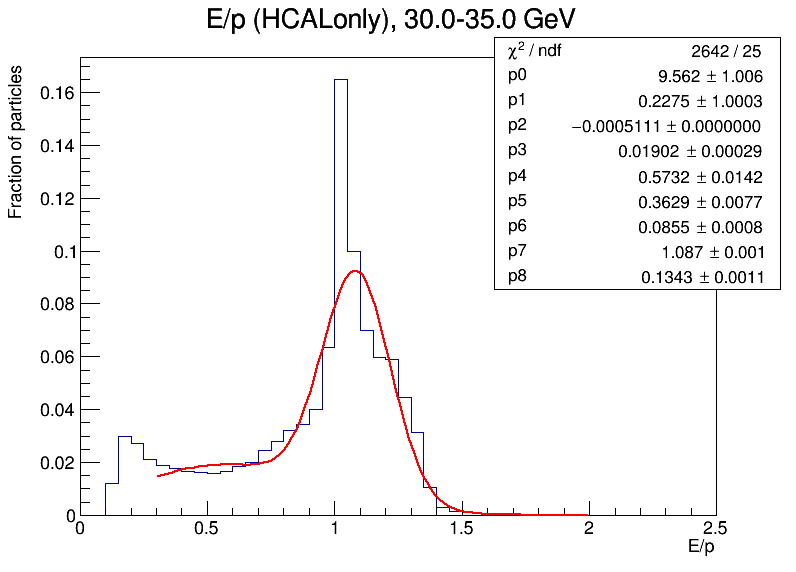 E/p (HCALonly), 30.0-35.0 GeV
χ² / ndf 2642 / 25
p0 9.562 ± 1.006
p1 0.2275 ± 1.0003
p2 −0.0005111 ± 0.0000000
p3 0.01902 ± 0.00029
p4 0.5732 ± 0.0142
p5 0.3629 ± 0.0077
p6 0.0855 ± 0.0008
p7 1.087 ± 0.001
p8 0.1343 ± 0.0011
Fraction of particles
0.16
0.14
0.12
0.1
0.08
0.06
0.04
0.02
0
0 0.5 1 1.5 2 2.5
E/p